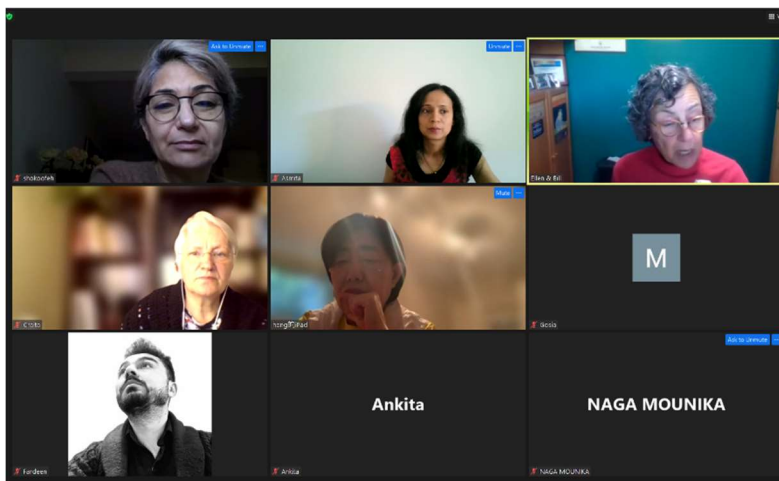 Ask to Unmute
Unmute
shokoofeh
Asmita
Ellen & Bill
Mute
M
Gosia
Ask to Unmute
Ankita
NAGA MOUNIKA
Fardeen
Ankita
NAGA MOUNIKA